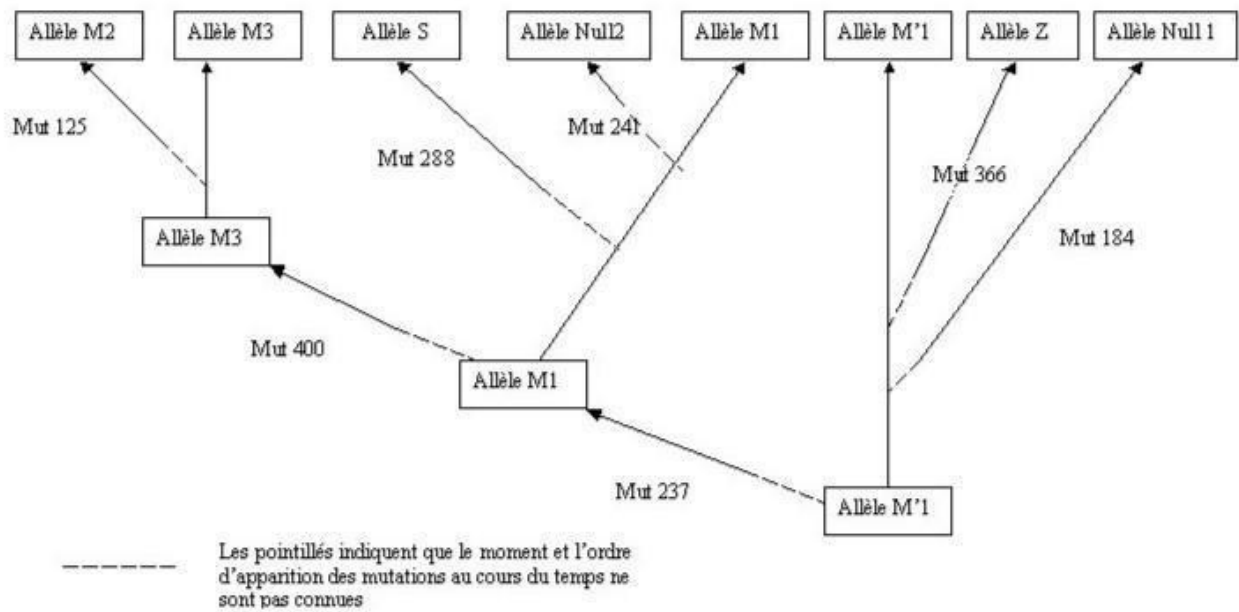 Allèle M2
Allèle M3
Allèle S
Allèle Null2
Allèle M1
Allèle M'1
Allèle Z
Allèle Null 1
Mut 125
Mut 241
Mut 288
Mut 366
Allèle M3
Mut 184
Mut 400
Allèle M1
Mut 237
Allèle M'1
Les pointillés indiquent que le moment et l'ordre
d'apparition des mutations au cours du temps ne
sont pas connues